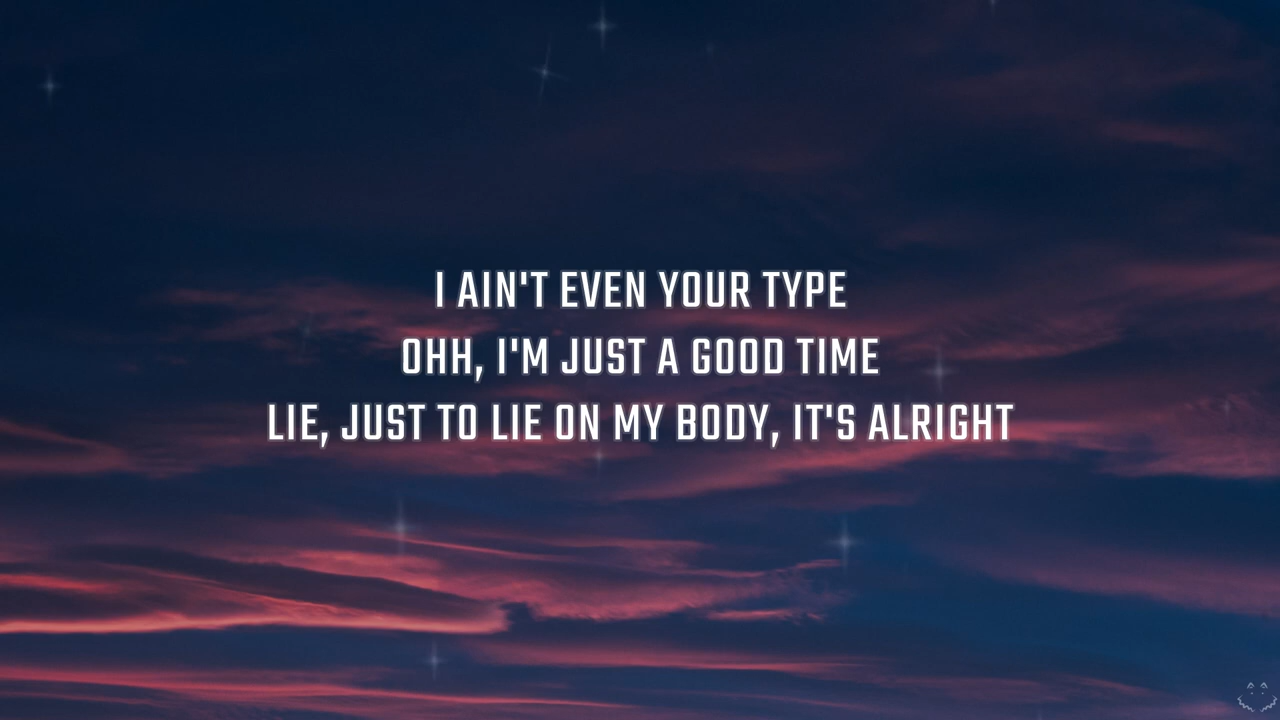 I AIN'T EVEN YOUR TYPE
OHH, I'M JUST A GOOD TIME
LIE, JUST TO LIE ON MY BODY, IT'S ALRIGHT